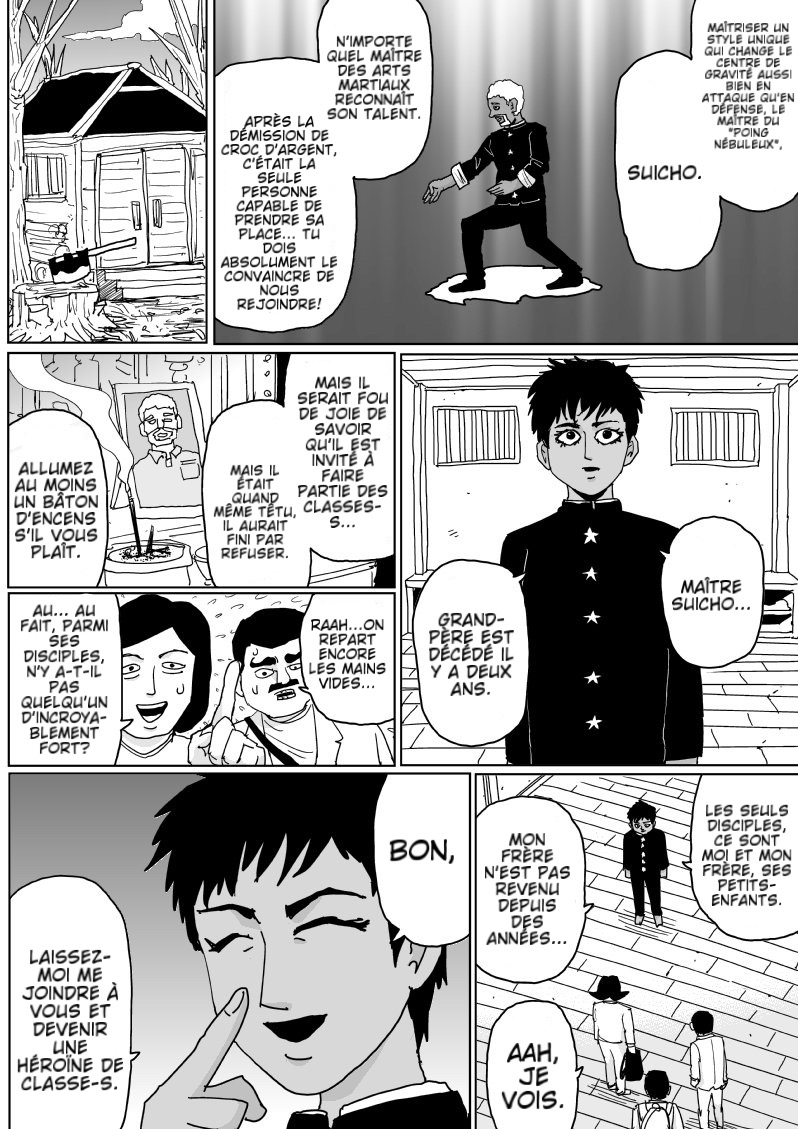 MAÎTRISER UN
STYLE UNIQUE
QUI CHANGE LE
CENTRE DE
GRAVITÉ AUSSI
BIEN EN
ATTAQUE QU'EN
DÉFENSE, LE
MAÎTRE DU
"POING
NÉBULEUX",
SUICHO.
N'IMPORTE
QUEL MAÎTRE
DES ARTS
MARTIAUX
RECONNAÎT
SON TALENT.
APRÈS LA
DÉMISSION DE
CROC D'ARGENT,
C'ÉTAIT LA
SEULE
PERSONNE
CAPABLE DE
PRENDRE SA
PLACE... TU
DOIS
ABSOLUMENT LE
CONVAINCRE DE
NOUS
REJOINDRE!
MAÎTRE
SUICHO...
GRAND-
PÈRE EST
DÉCÉDÉ IL
Y A DEUX
ANS.
MAIS IL
SERAIT FOU
DE JOIE DE
SAVOIR
QU'IL EST
INVITÉ À
FAIRE
PARTIE DES
CLASSES-
S...
MAIS IL
ÉTAIT
QUAND
MÊME TÊTU,
IL AURAIT
FINI PAR
REFUSER.
ALLUMEZ
AU MOINS
UN BÂTON
D'ENCENS
S'IL VOUS
PLAÎT.
RAAH...ON
REPART
ENCORE
LES MAINS
VIDES...
AU... AU
FAIT, PARMI
SES
DISCIPLES,
N'Y A-T-IL
PAS
QUELQU'UN
D'INCROYA-
BLEMENT
FORT?
LES SEULS
DISCIPLES,
CE SONT
MOI ET MON
FRÈRE, SES
PETITS-
ENFANTS.
MON
FRÈRE
N'EST PAS
REVENU
DEPUIS
DES
ANNÉES...
AAH,
JE
VOIS.
BON,
LAISSEZ-
MOI ME
JOINDRE À
VOUS ET
DEVENIR
UNE
HÉROÏNE DE
CLASSE-S.